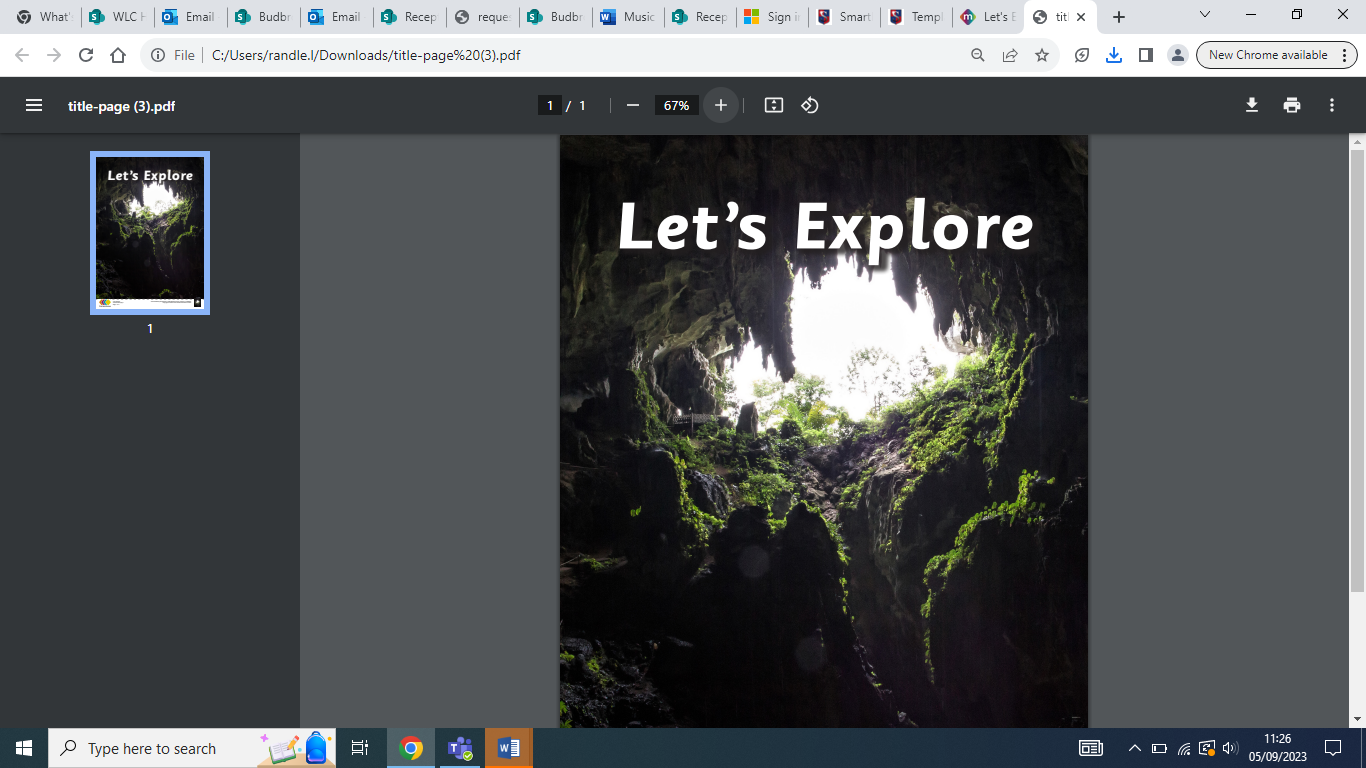 What'
WLC H
Email
Budbr
Email
Recep
reque
Budbr
Music
Recep
Sign i
Smart
Templ
Let's E
titl
File
C:/Users/randle.l/Downloads/title-page%20(3).pdf
New Chrome available
title-page (3).pdf
1 / 1
67%
Let's Explore
1
Let's Explore
Type here to search
11:26
05/09/2023